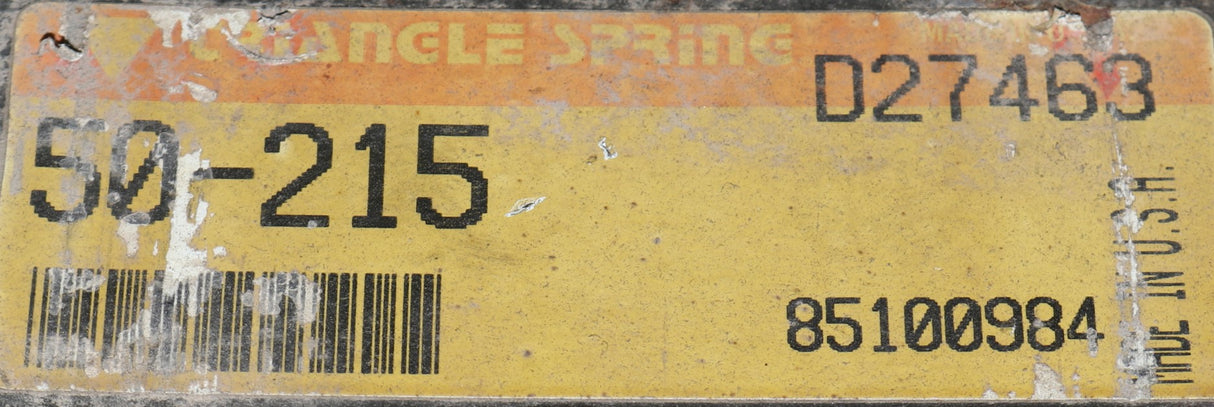 TRIANGLE SPRING
D27463
50-215
85100984
MADE IN U.S.A.